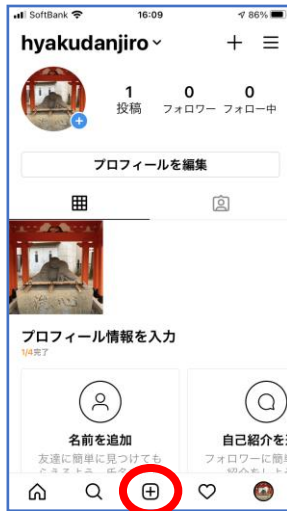 SoftBank 16:09 86%
hyakudanjiro
1 0 0
投稿 フォロワー フォロー中
プロフィールを編集
プロフィール情報を入力
1/4完了
名前を追加 自己紹介を
友達に簡単に見つけても フォロワーに簡